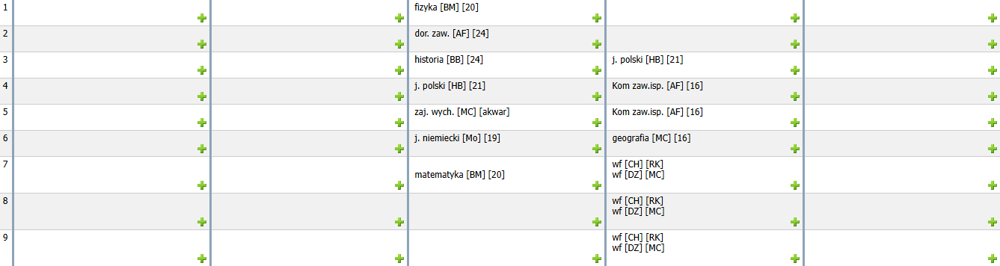 1 fizyka [BM] [20]
2 dor. zaw. [AF] [24]
3 historia [BB] [24] j. polski [HB] [21]
4 j. polski [HB] [21] Kom zaw.isp. [AF] [16]
5 zaj. wych. [MC] [akwar] Kom zaw.isp. [AF] [16]
6 j. niemiecki [Mo] [19] geografia [MC] [16]
7 wf [CH] [RK]
matematyka [BM] [20] wf [DZ] [MC]
8 wf [CH] [RK]
wf [DZ] [MC]
9 wf [CH] [RK]
wf [DZ] [MC]